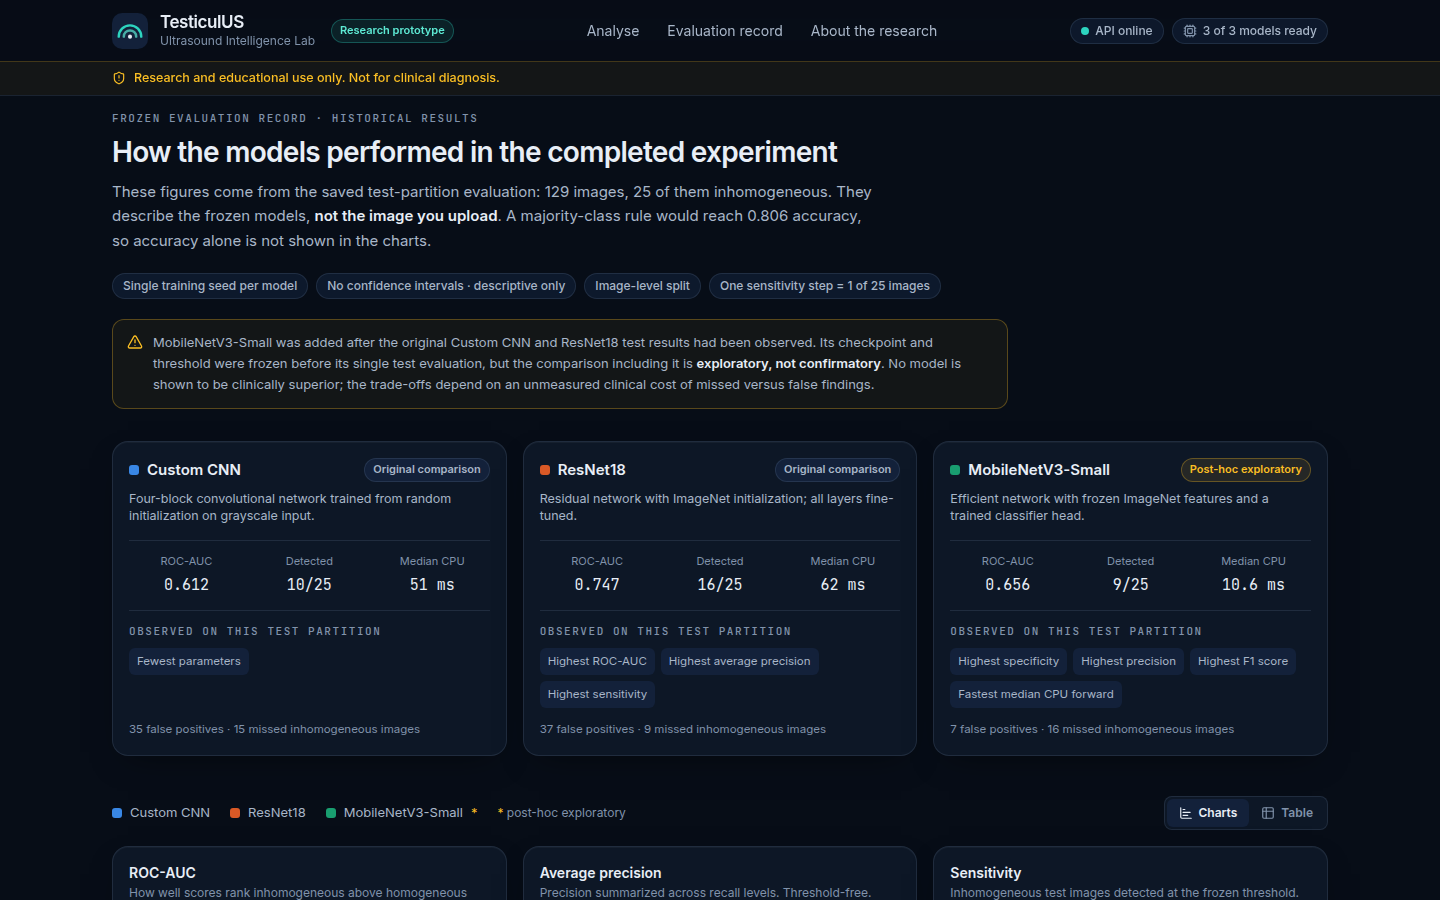 TesticulUS
Ultrasound Intelligence Lab
Research prototype
Analyse
Evaluation record
About the research
API online
3 of 3 models ready
Research and educational use only. Not for clinical diagnosis.
FROZEN EVALUATION RECORD · HISTORICAL RESULTS
How the models performed in the completed experiment
These figures come from the saved test-partition evaluation: 129 images, 25 of them inhomogeneous. They
describe the frozen models, not the image you upload. A majority-class rule would reach 0.806 accuracy,
so accuracy alone is not shown in the charts.
Single training seed per model
No confidence intervals · descriptive only
Image-level split
One sensitivity step = 1 of 25 images
MobileNetV3-Small was added after the original Custom CNN and ResNet18 test results had been observed. Its checkpoint and
threshold were frozen before its single test evaluation, but the comparison including it is exploratory, not confirmatory. No model is
shown to be clinically superior; the trade-offs depend on an unmeasured clinical cost of missed versus false findings.
Custom CNN
Original comparison
Four-block convolutional network trained from random
initialization on grayscale input.
ROC-AUC
Detected
Median CPU
0.612
10/25
51 ms
OBSERVED ON THIS TEST PARTITION
Fewest parameters
35 false positives · 15 missed inhomogeneous images
ResNet18
Original comparison
Residual network with ImageNet initialization; all layers fine-
tuned.
ROC-AUC
Detected
Median CPU
0.747
16/25
62 ms
OBSERVED ON THIS TEST PARTITION
Highest ROC-AUC
Highest average precision
Highest sensitivity
37 false positives · 9 missed inhomogeneous images
MobileNetV3-Small
Post-hoc exploratory
Efficient network with frozen ImageNet features and a
trained classifier head.
ROC-AUC
Detected
Median CPU
0.656
9/25
10.6 ms
OBSERVED ON THIS TEST PARTITION
Highest specificity
Highest precision
Highest F1 score
Fastest median CPU forward
7 false positives · 16 missed inhomogeneous images
Custom CNN
ResNet18
MobileNetV3-Small *
* post-hoc exploratory
Charts
Table
ROC-AUC
How well scores rank inhomogeneous above homogeneous
Average precision
Precision summarized across recall levels. Threshold-free.
Sensitivity
Inhomogeneous test images detected at the frozen threshold.